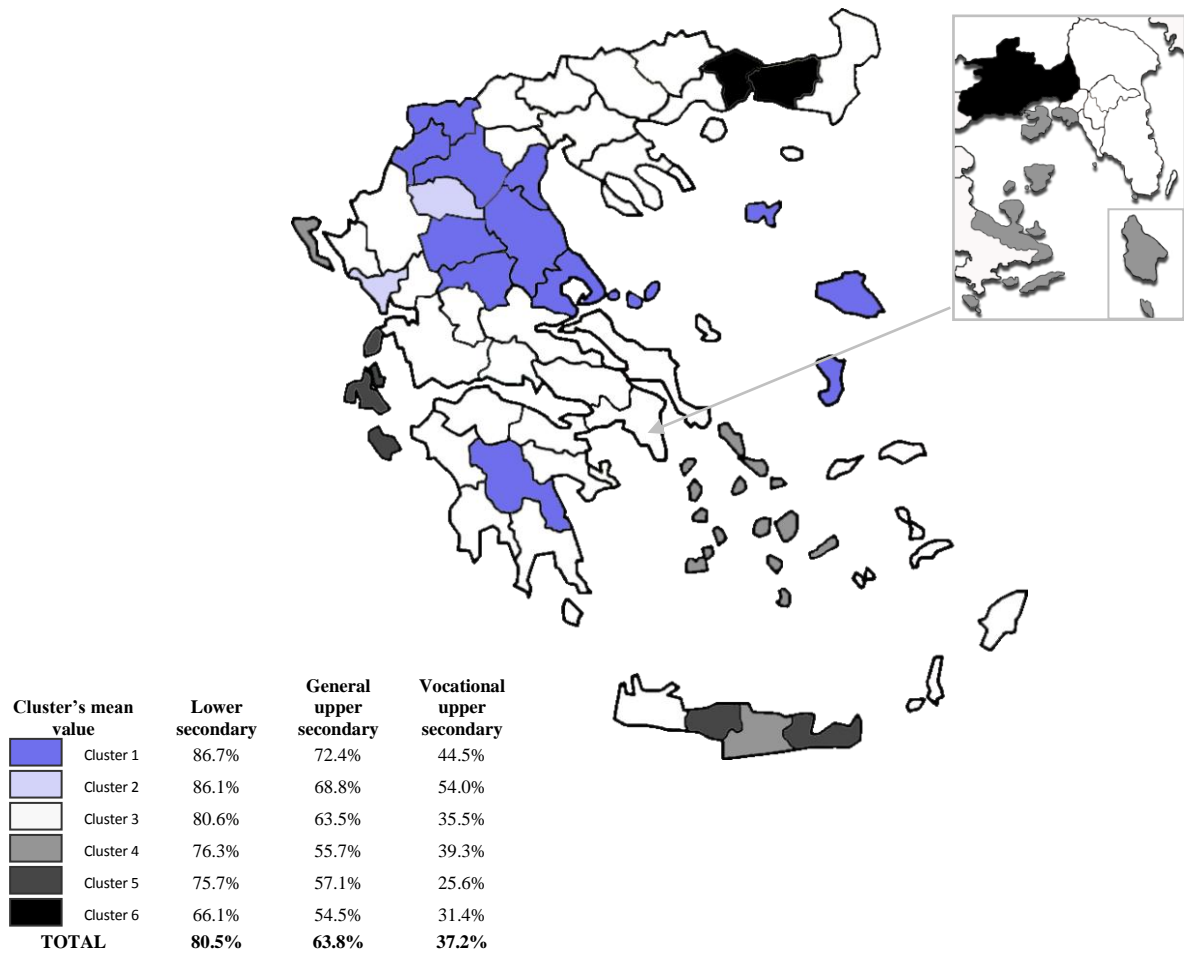 Cluster's mean value Lower secondary General upper secondary Vocational upper secondary
Cluster 1 86.7% 72.4% 44.5%
Cluster 2 86.1% 68.8% 54.0%
Cluster 3 80.6% 63.5% 35.5%
Cluster 4 76.3% 55.7% 39.3%
Cluster 5 75.7% 57.1% 25.6%
Cluster 6 66.1% 54.5% 31.4%
TOTAL 80.5% 63.8% 37.2%